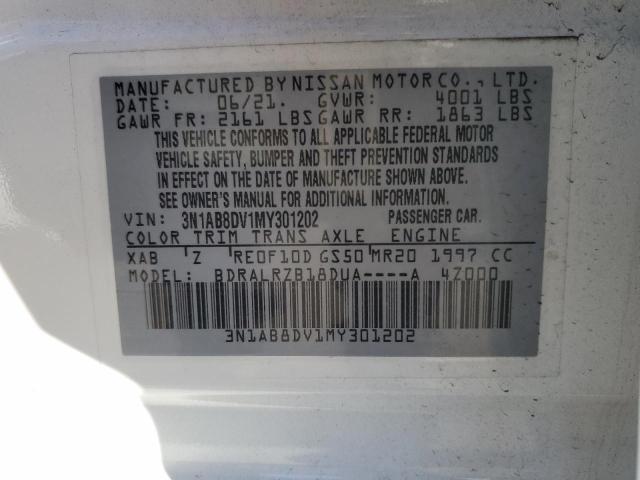 MANUFACTURED BY NISSAN MOTOR CO., LTD.
DATE: 06/21. GVWR: 4001 LBS
GAWR FR: 2161 LBS GAWR RR: 1863 LBS
THIS VEHICLE CONFORMS TO ALL APPLICABLE FEDERAL MOTOR
VEHICLE SAFETY, BUMPER AND THEFT PREVENTION STANDARDS
IN EFFECT ON THE DATE OF MANUFACTURE SHOWN ABOVE.
SEE OWNER'S MANUAL FOR ADDITIONAL INFORMATION.
VIN: 3N1AB8DV1MY301202 PASSENGER CAR.
COLOR TRIM TRANS AXLE ENGINE
XAB Z RE0F10D GS50 MR20 1997 CC
MODEL: BDRALRZB18DUA----A 4Z000
3N1AB8DV1MY301202